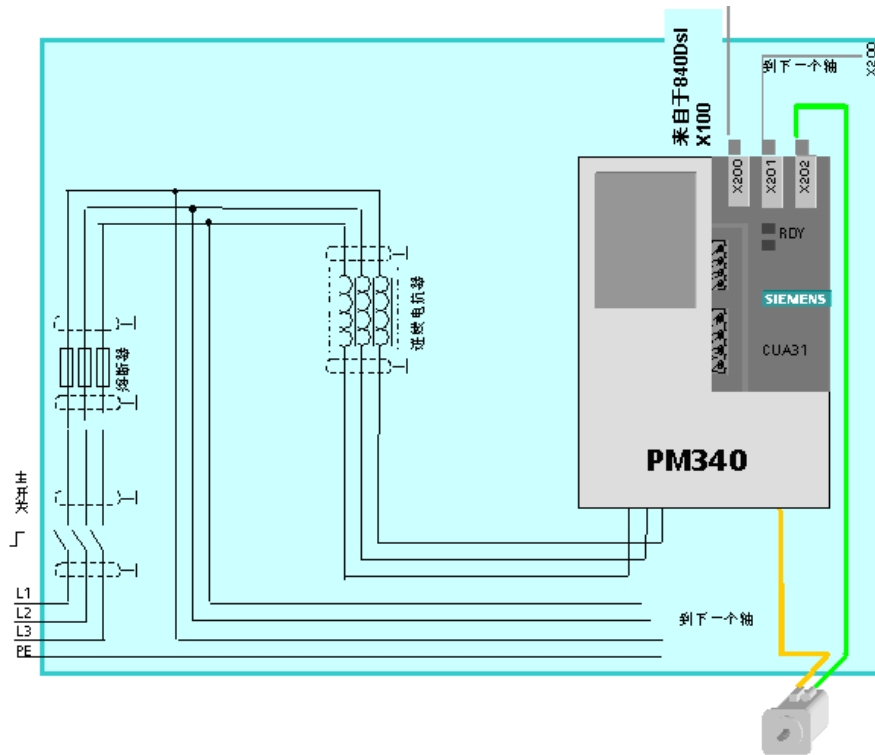 来自于840Dsl
X100
到下一个轴
X200
X200
X201
X202
RDY
SIEMENS
CUA31
进线电抗器
熔断器
PM340
主开关
L1
L2
L3
PE
到下一个轴